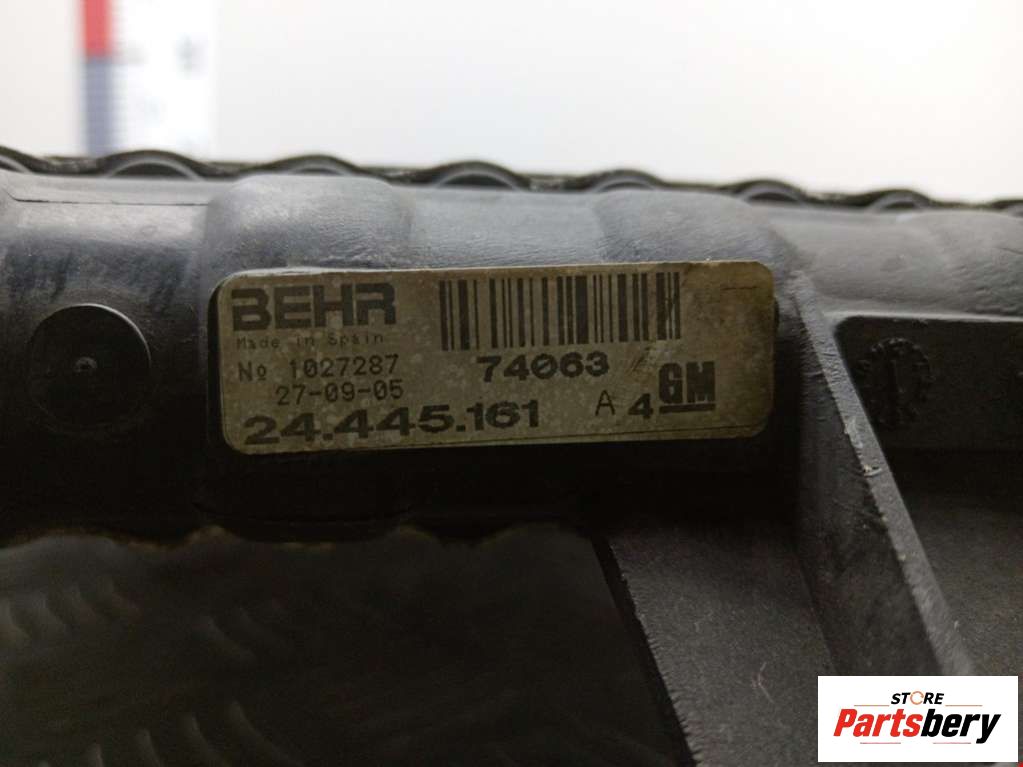 BEHR
Made in Spain
No 1027287
27-09-05
24.445.161
74063
A 4 GM
STORE
Partsbery